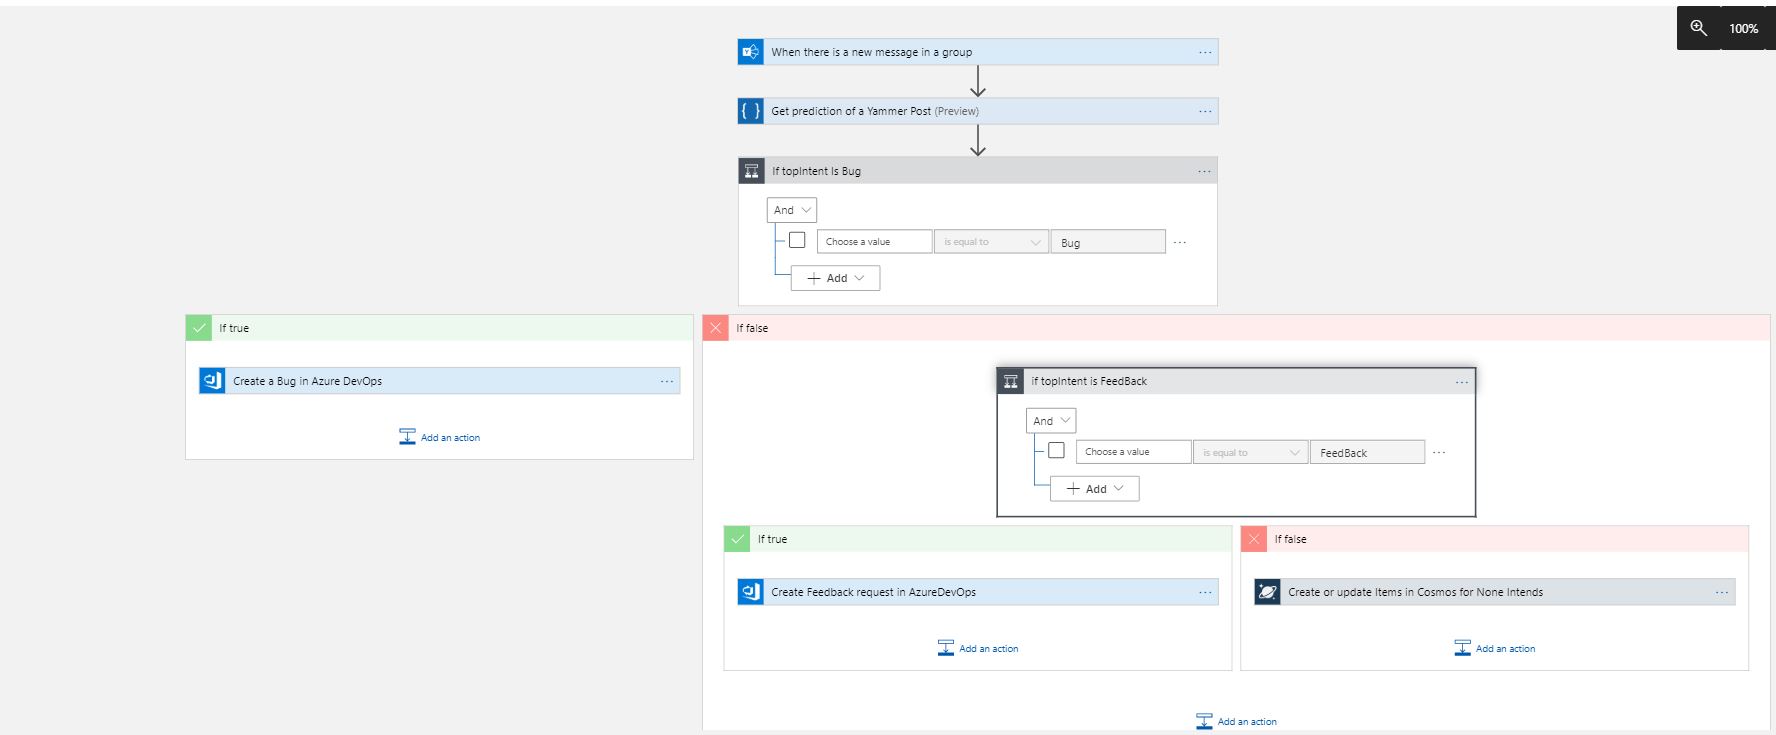 100%
When there is a new message in a group
Get prediction of a Yammer Post (Preview)
If topIntent Is Bug
And
Choose a value is equal to Bug
Add
If true
If false
Create a Bug in Azure DevOps
Add an action
if topIntent is FeedBack
And
Choose a value is equal to FeedBack
Add
If true
If false
Create Feedback request in AzureDevOps
Create or update Items in Cosmos for None Intends
Add an action
Add an action
Add an action